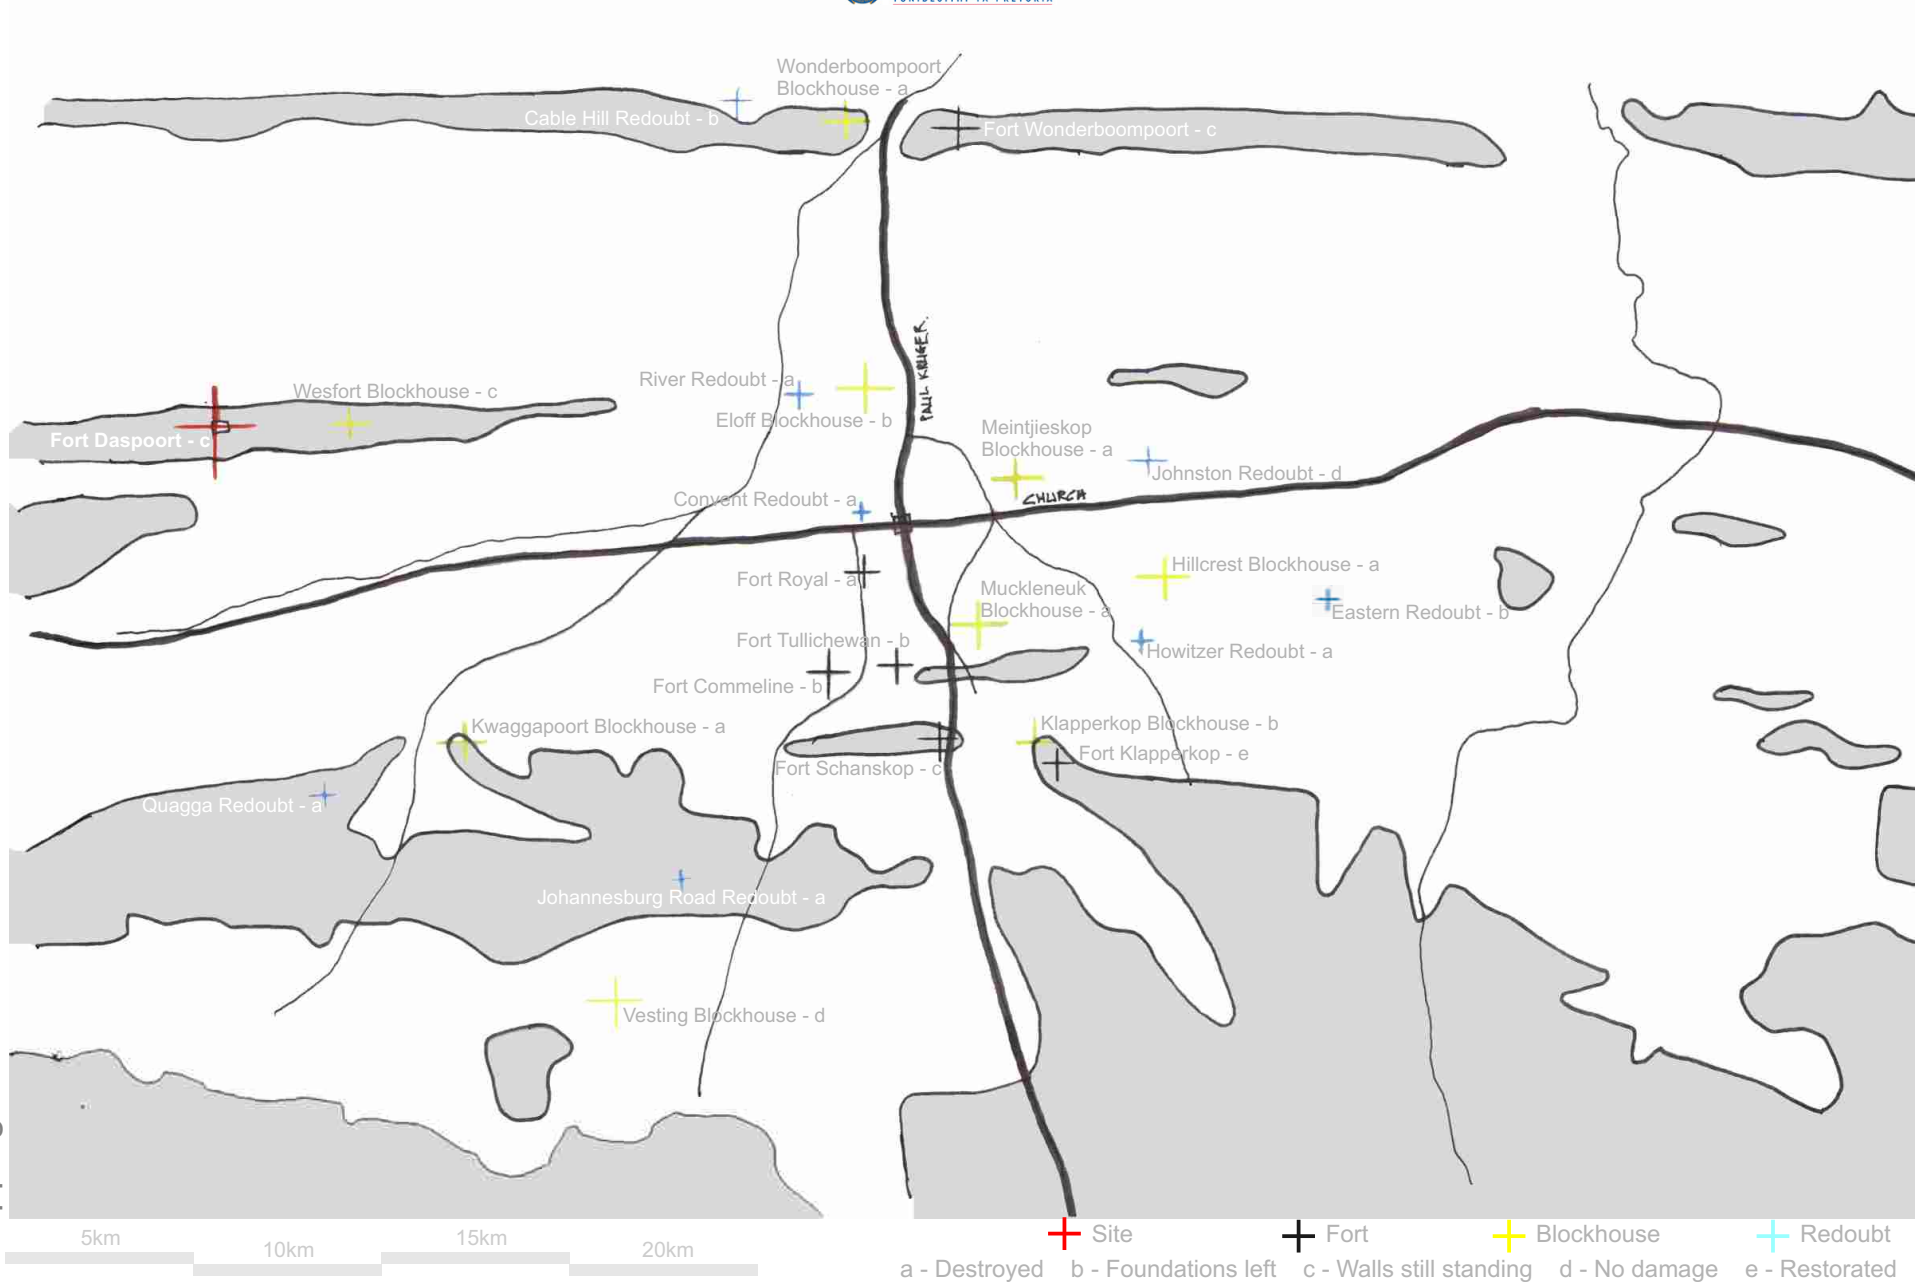 Wonderboompoort
Blockhouse - a
Cable Hill Redoubt - b
Fort Wonderboompoort - c
PAUL KRUGER.
River Redoubt - a
Wesfort Blockhouse - c
Eloff Blockhouse - b
Fort Daspoort - c
Meintjieskop
Blockhouse - a
Johnston Redoubt - d
Convent Redoubt - a
CHURCH
Hillcrest Blockhouse - a
Fort Royal - a
Muckleneuk
Blockhouse - a
Eastern Redoubt - b
Fort Tullichewan - b
Howitzer Redoubt - a
Fort Commeline - b
Kwaggapoort Blockhouse - a
Klapperkop Blockhouse - b
Fort Klapperkop - e
Fort Schanskop - c
Quagga Redoubt - a
Johannesburg Road Redoubt - a
Vesting Blockhouse - d
5km
10km
15km
20km
Site
Fort
Blockhouse
Redoubt
a - Destroyed b - Foundations left c - Walls still standing d - No damage e - Restorated